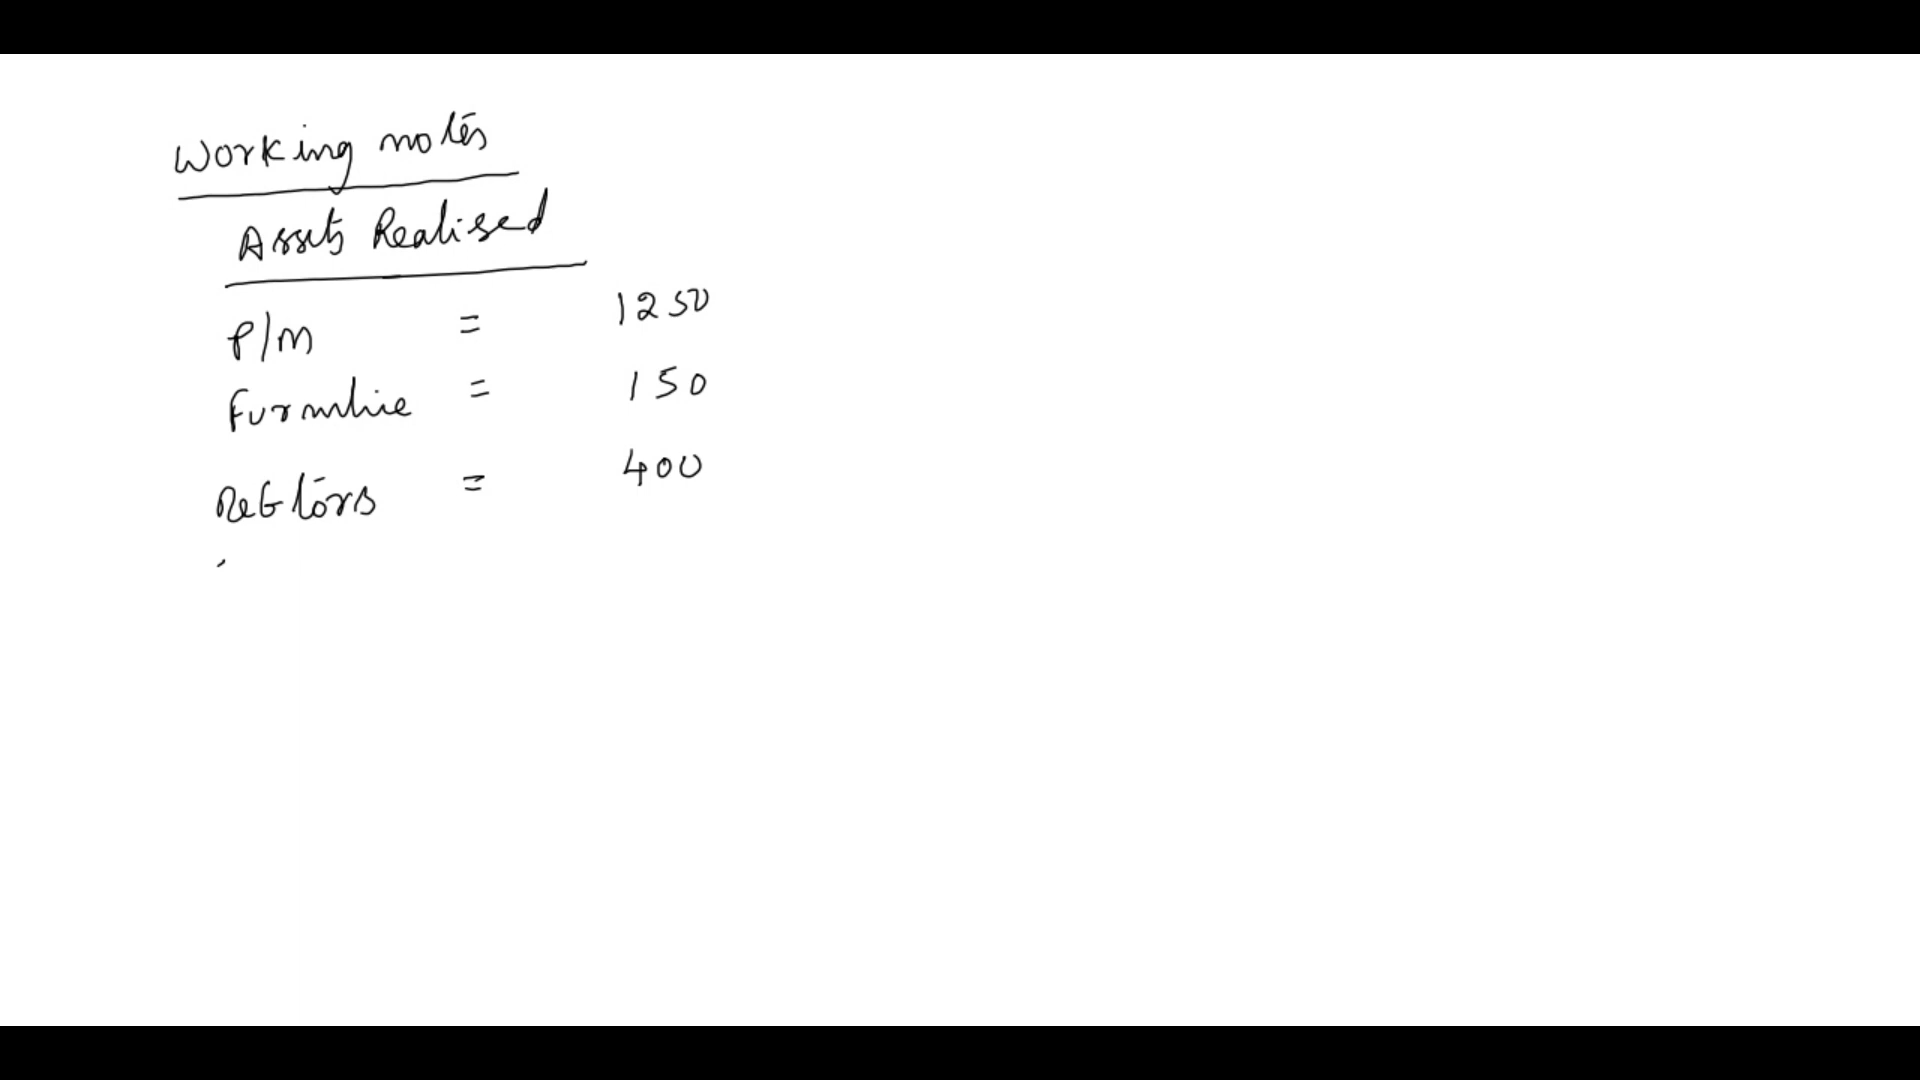 Working notes
Assets Realised
P/M = 1250
Furniture = 150
Debtors = 400